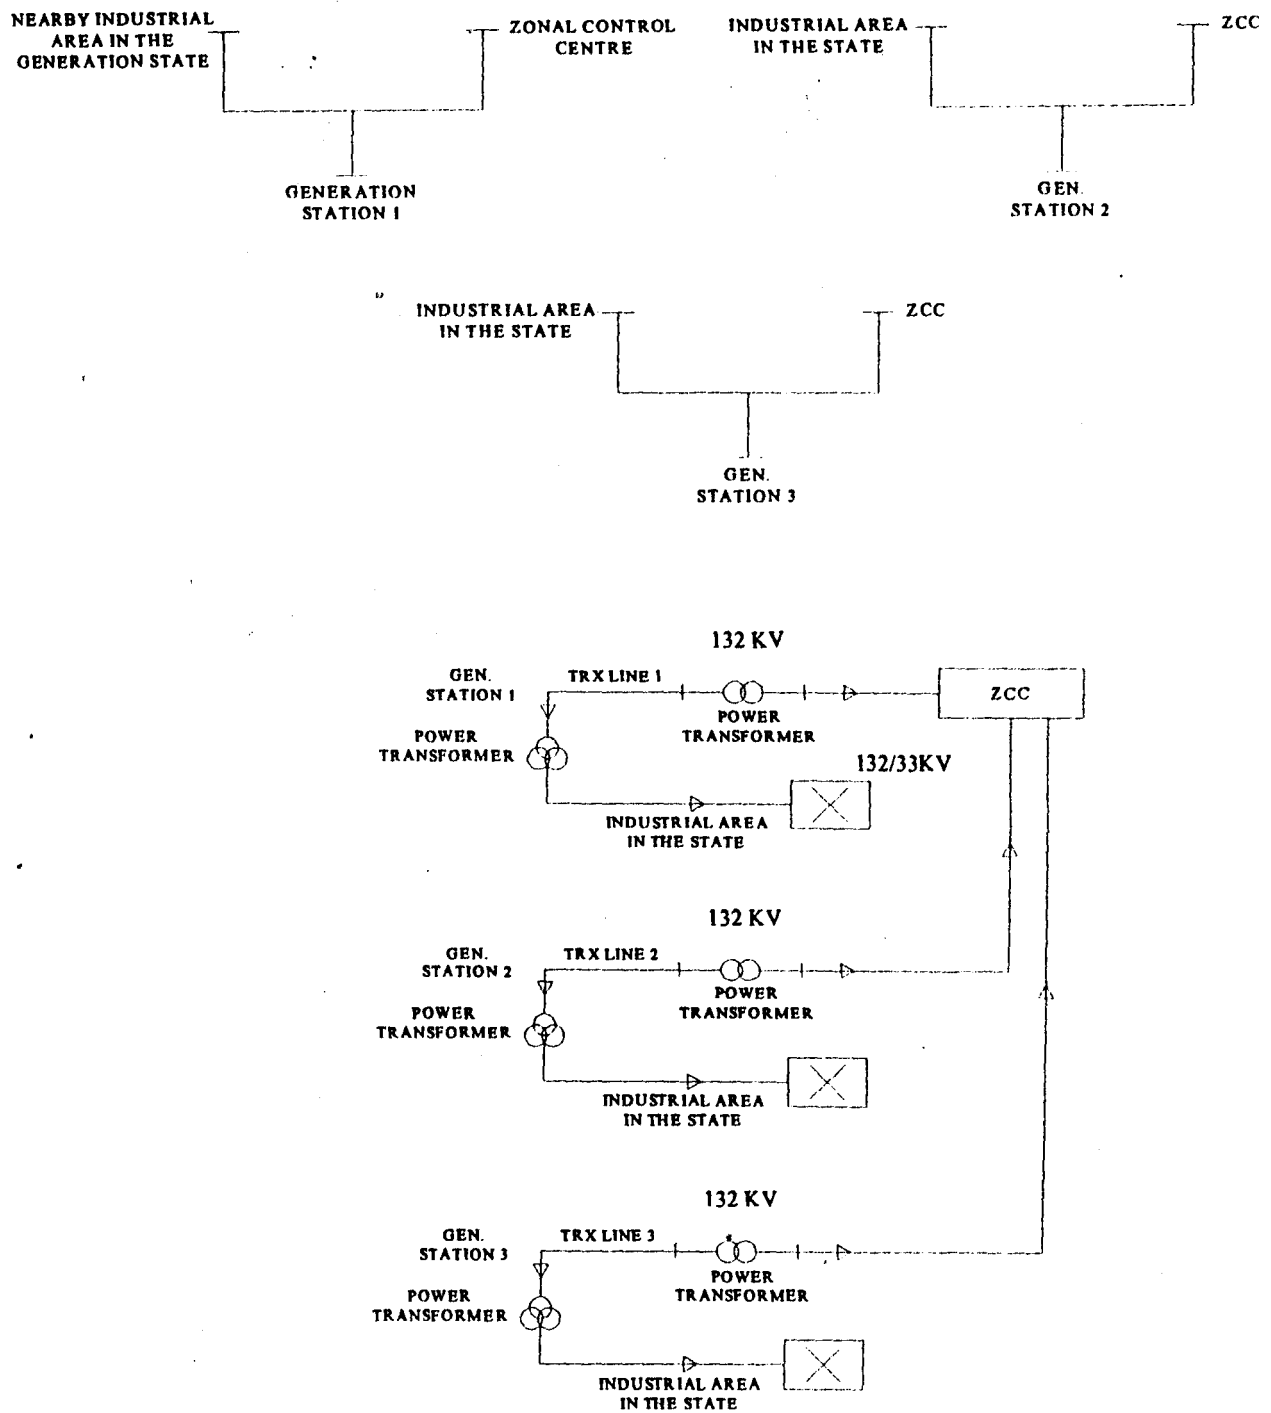 NEARBY INDUSTRIAL
AREA IN THE
GENERATION STATE
ZONAL CONTROL
CENTRE
GENERATION
STATION 1
INDUSTRIAL AREA
IN THE STATE
ZCC
GEN.
STATION 2
INDUSTRIAL AREA
IN THE STATE
ZCC
GEN.
STATION 3
132 KV
GEN.
STATION 1
TRX LINE 1
ZCC
POWER
TRANSFORMER
POWER
TRANSFORMER
132/33KV
INDUSTRIAL AREA
IN THE STATE
132 KV
GEN.
STATION 2
TRX LINE 2
POWER
TRANSFORMER
POWER
TRANSFORMER
INDUSTRIAL AREA
IN THE STATE
132 KV
GEN.
STATION 3
TRX LINE 3
POWER
TRANSFORMER
POWER
TRANSFORMER
INDUSTRIAL AREA
IN THE STATE